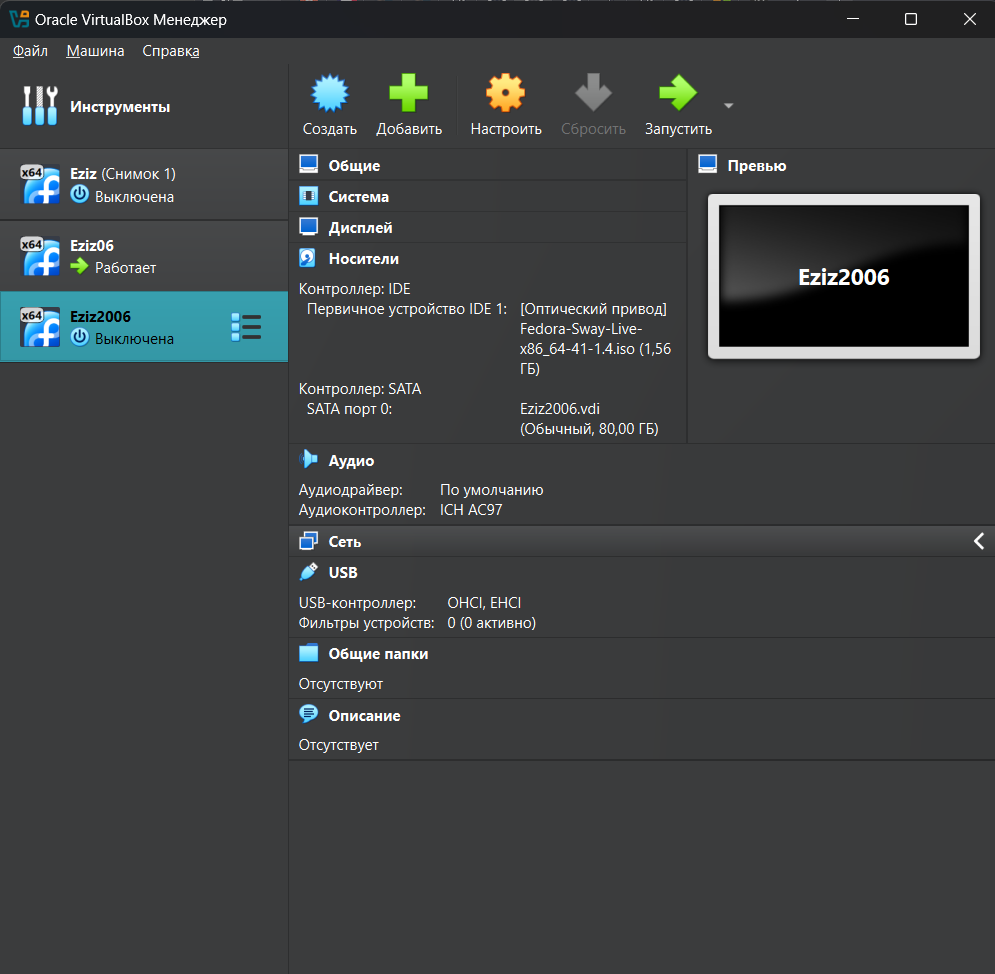 Oracle VirtualBox Менеджер
Файл Машина Справка
Инструменты
Создать Добавить Настроить Сбросить Запустить
x64
Eziz (Снимок 1)
Выключена
x64
Eziz06
Работает
x64
Eziz2006
Выключена
Общие
Система
Дисплей
Носители
Контроллер: IDE
Первичное устройство IDE 1: [Оптический привод]
Fedora-Sway-Live-
x86_64-41-1.4.iso (1,56
ГБ)
Контроллер: SATA
SATA порт 0: Eziz2006.vdi
(Обычный, 80,00 ГБ)
Превью
Eziz2006
Аудио
Аудиодрайвер: По умолчанию
Аудиоконтроллер: ICH AC97
Сеть
USB
USB-контроллер: OHCI, EHCI
Фильтры устройств: 0 (0 активно)
Общие папки
Отсутствуют
Описание
Отсутствует